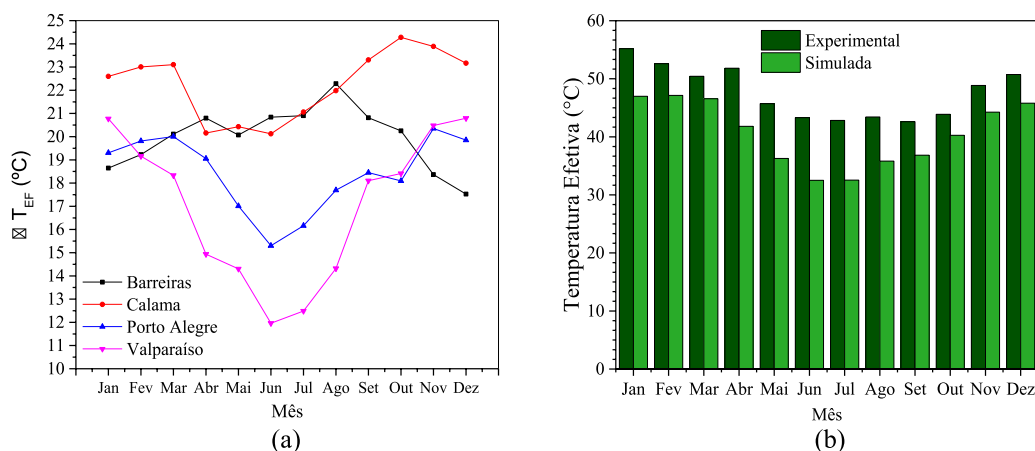 25
24
23
22
21
20
19
18
17
16
15
14
13
12
11
10
T_EF (ºC)
Barreiras
Calama
Porto Alegre
Valparaíso
Jan Fev Mar Abr Mai Jun Jul Ago Set Out Nov Dez
Mês
(a)
60
50
40
30
20
10
0
Temperatura Efetiva (°C)
Experimental
Simulada
Jan Fev Mar Abr Mai Jun Jul Ago Set Out Nov Dez
Mês
(b)